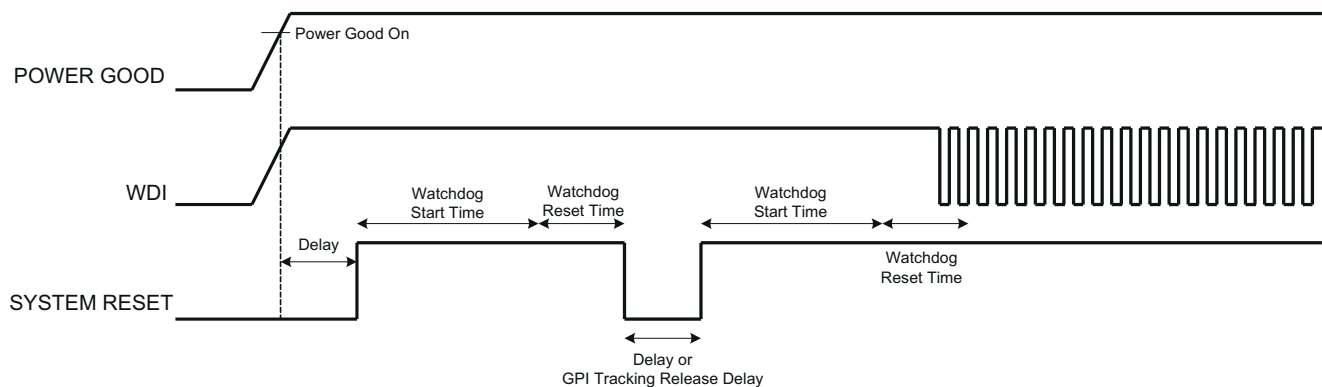 Power Good On
POWER GOOD
WDI
Watchdog
Start Time
Watchdog
Reset Time
Watchdog
Start Time
Delay
Watchdog
Reset Time
SYSTEM RESET
Delay or
GPI Tracking Release Delay